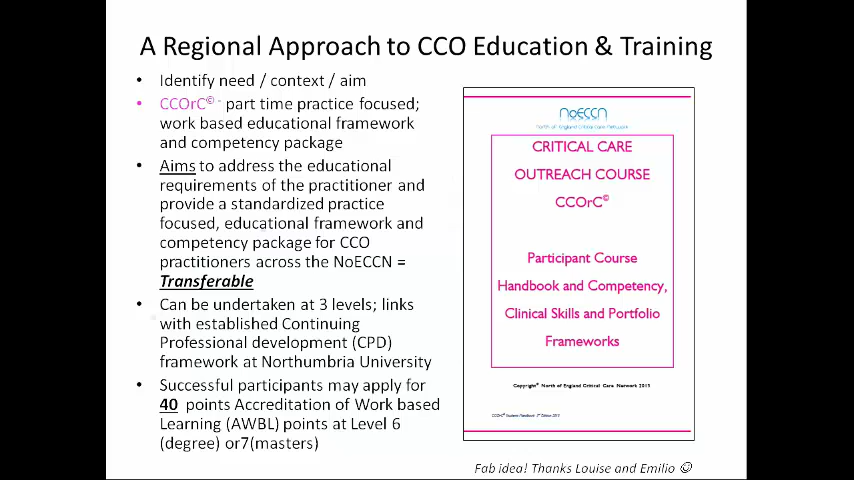 A Regional Approach to CCO Education & Training
• Identify need / context / aim
• CCOrC© - part time practice focused;
work based educational framework
and competency package
• Aims to address the educational
requirements of the practitioner and
provide a standardized practice
focused, educational framework and
competency package for CCO
practitioners across the NoECCN =
Transferable
• Can be undertaken at 3 levels; links
with established Continuing
Professional development (CPD)
framework at Northumbria University
• Successful participants may apply for
40 points Accreditation of Work based
Learning (AWBL) points at Level 6
(degree) or7(masters)
NoECCN
North of England Critical Care Network
CRITICAL CARE
OUTREACH COURSE
CCOrC©
Participant Course
Handbook and Competency,
Clinical Skills and Portfolio
Frameworks
Copyright© North of England Critical Care Network 2015
Fab idea! Thanks Louise and Emilio ☺